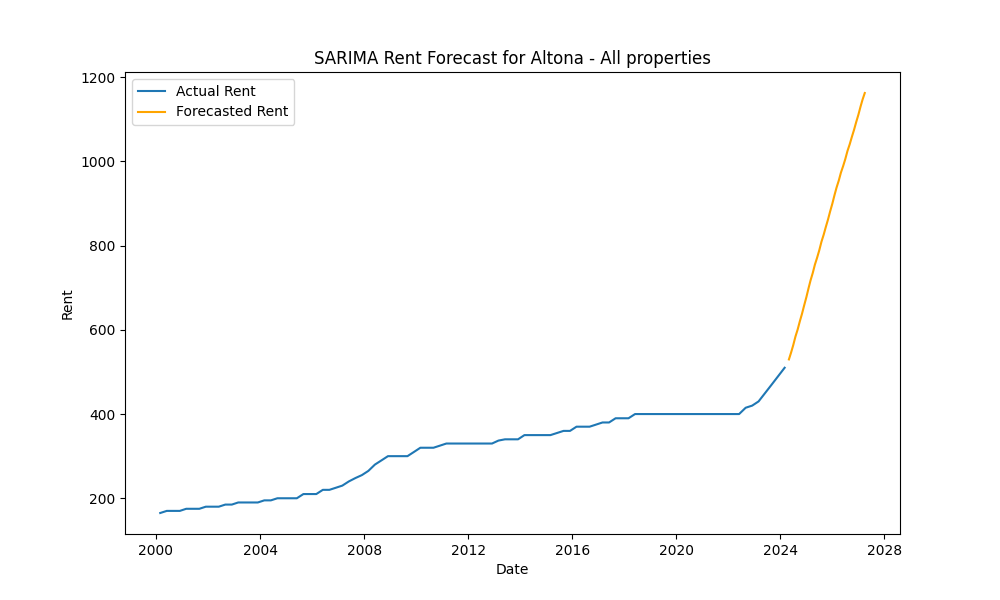 SARIMA Rent Forecast for Altona - All properties
Actual Rent
Forecasted Rent
1200
1000
800
600
400
200
Rent
2000 2004 2008 2012 2016 2020 2024 2028
Date